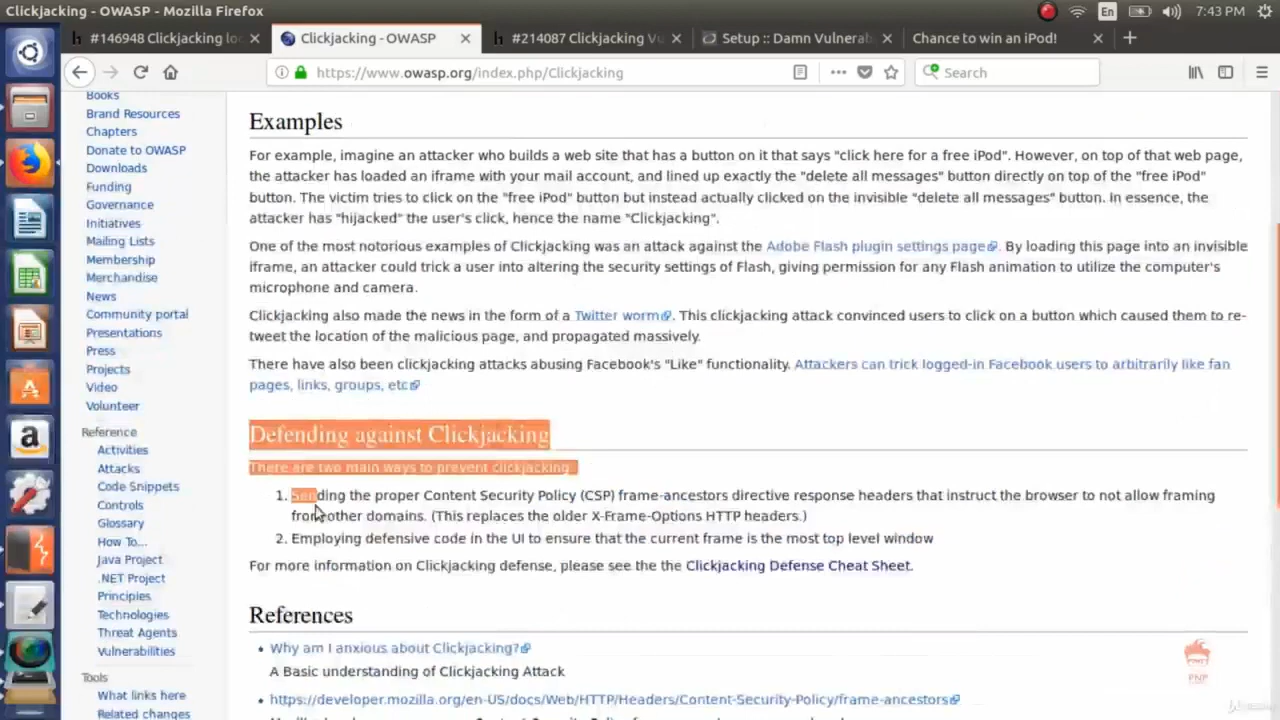 Clickjacking - OWASP - Mozilla Firefox
En
7:43 PM
#146948 Clickjacking lo
Clickjacking - OWASP
#214087 Clickjacking Vu
Setup :: Damn Vulnerab
Chance to win an iPod!
https://www.owasp.org/index.php/Clickjacking
Search
Books
Brand Resources
Chapters
Donate to OWASP
Downloads
Funding
Governance
Initiatives
Mailing Lists
Membership
Merchandise
News
Community portal
Presentations
Press
Projects
Video
Volunteer
Reference
Activities
Attacks
Code Snippets
Controls
Glossary
How To...
Java Project
.NET Project
Principles
Technologies
Threat Agents
Vulnerabilities
Tools
What links here
Related changes
Examples
For example, imagine an attacker who builds a web site that has a button on it that says "click here for a free iPod". However, on top of that web page,
the attacker has loaded an iframe with your mail account, and lined up exactly the "delete all messages" button directly on top of the "free iPod"
button. The victim tries to click on the "free iPod" button but instead actually clicked on the invisible "delete all messages" button. In essence, the
attacker has "hijacked" the user's click, hence the name "Clickjacking".
One of the most notorious examples of Clickjacking was an attack against the Adobe Flash plugin settings page. By loading this page into an invisible
iframe, an attacker could trick a user into altering the security settings of Flash, giving permission for any Flash animation to utilize the computer's
microphone and camera.
Clickjacking also made the news in the form of a Twitter worm. This clickjacking attack convinced users to click on a button which caused them to re-
tweet the location of the malicious page, and propagated massively.
There have also been clickjacking attacks abusing Facebook's "Like" functionality. Attackers can trick logged-in Facebook users to arbitrarily like fan
pages, links, groups, etc
Defending against Clickjacking
There are two main ways to prevent clickjacking:
1. Sending the proper Content Security Policy (CSP) frame-ancestors directive response headers that instruct the browser to not allow framing
from other domains. (This replaces the older X-Frame-Options HTTP headers.)
2. Employing defensive code in the UI to ensure that the current frame is the most top level window
For more information on Clickjacking defense, please see the the Clickjacking Defense Cheat Sheet.
References
Why am I anxious about Clickjacking?
A Basic understanding of Clickjacking Attack
https://developer.mozilla.org/en-US/docs/Web/HTTP/Headers/Content-Security-Policy/frame-ancestors
PNP